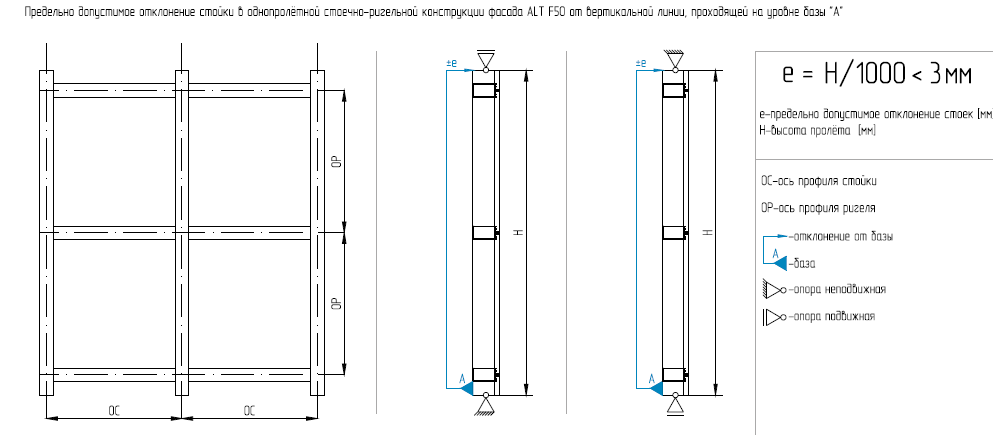 Предельно допустимое отклонение стойки в однопролётной стоечно-ригельной конструкции фасада ALT F50 от вертикальной линии, проходящей на уровне базы "А"
±e
±e
e = H/1000 < 3мм
e-предельно допустимое отклонение стоек [мм
H-высота пролёта [мм]
ОР
ОР
H
H
ОС-ось профиля стойки
ОР-ось профиля ригеля
-отклонение от базы
А
-база
-опора неподвижная
-опора подвижная
А
А
ОС
ОС